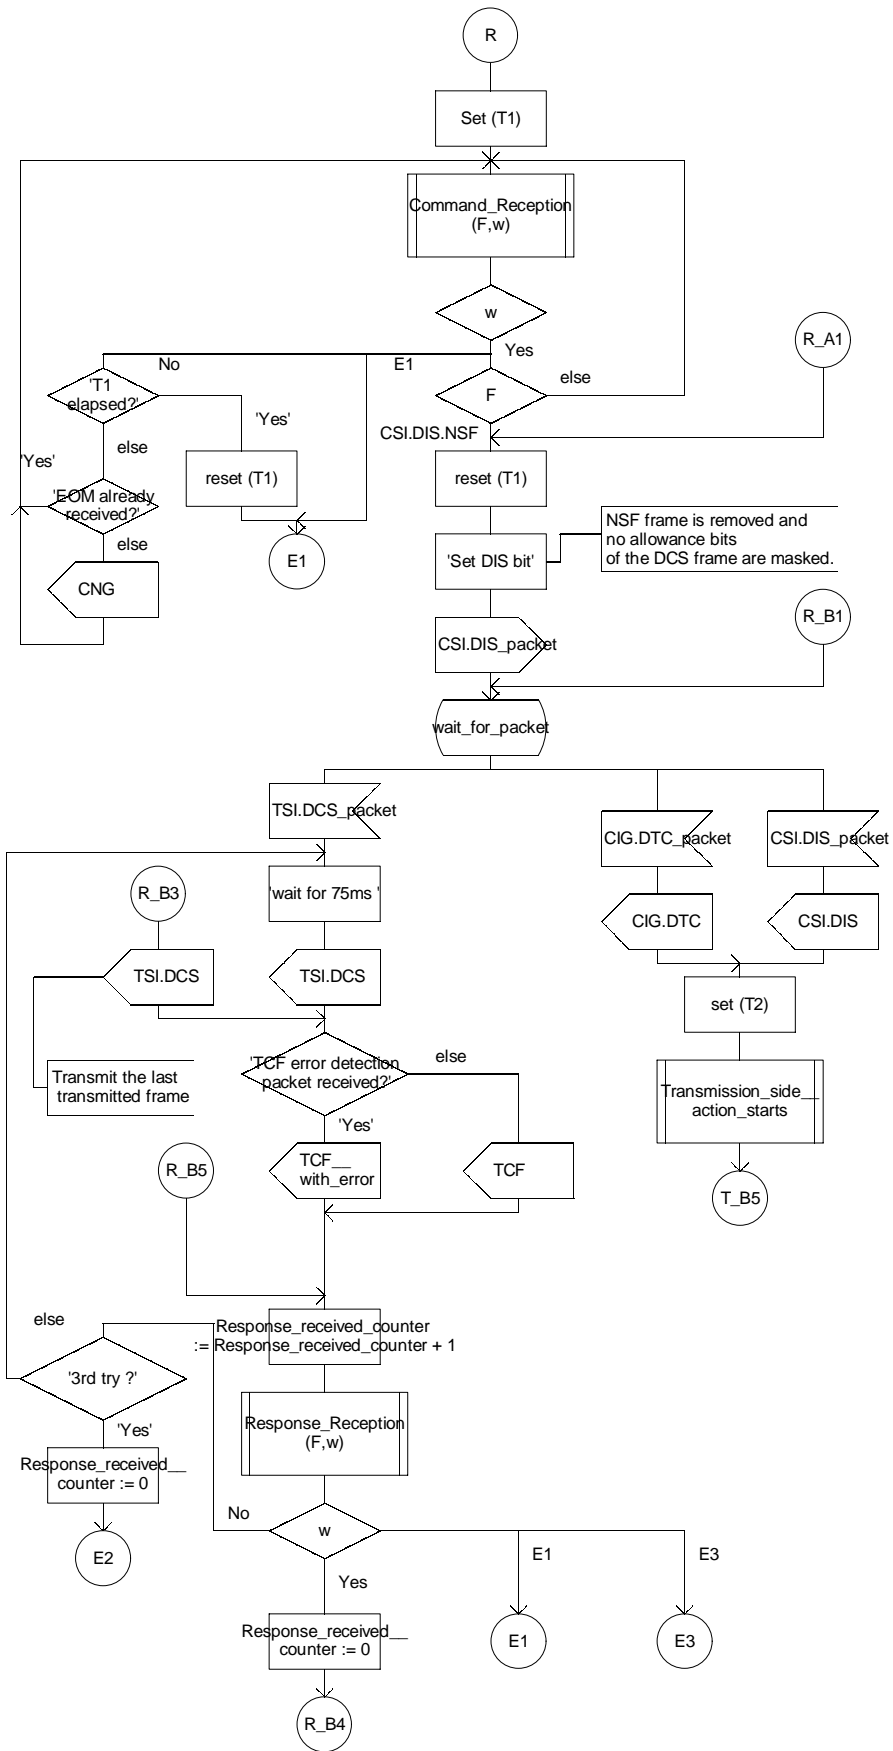 R
Set (T1)
Command_Reception
(F,w)
w
R_A1
No
E1
Yes
'T1
elapsed?'
F
else
'Yes'
CSI.DIS.NSF
else
'Yes'
reset (T1)
reset (T1)
'EOM already
received?'
NSF frame is removed and
no allowance bits
of the DCS frame are masked.
else
'Set DIS bit'
E1
CNG
R_B1
CSI.DIS_packet
wait_for_packet
TSI.DCS_packet
CIG.DTC_packet
CSI.DIS_packet
R_B3
'wait for 75ms '
CIG.DTC
CSI.DIS
TSI.DCS
TSI.DCS
set (T2)
'TCF error detection
packet received?'
else
Transmit the last
transmitted frame
Transmission_side__
action_starts
'Yes'
R_B5
TCF__
with_error
TCF
T_B5
else
Response_received_counter
:= Response_received_counter + 1
'3rd try ?'
'Yes'
Response_Reception
(F,w)
Response_received__
counter := 0
No
w
E2
E1
E3
Yes
Response_received__
counter := 0
E1
E3
R_B4